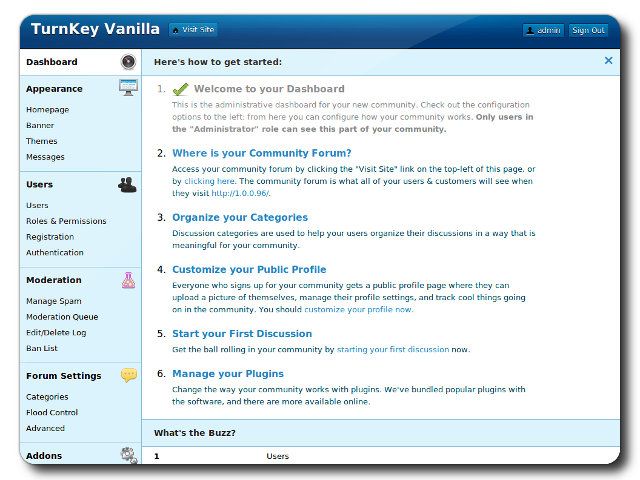 TurnKey Vanilla
Visit Site
admin
Sign Out
Dashboard
Appearance
Homepage
Banner
Themes
Messages
Users
Users
Roles & Permissions
Registration
Authentication
Moderation
Manage Spam
Moderation Queue
Edit/Delete Log
Ban List
Forum Settings
Categories
Flood Control
Advanced
Addons
Here's how to get started:
1. Welcome to your Dashboard
This is the administrative dashboard for your new community. Check out the configuration
options to the left: from here you can configure how your community works. Only users in
the "Administrator" role can see this part of your community.
2. Where is your Community Forum?
Access your community forum by clicking the "Visit Site" link on the top-left of this page, or
by clicking here. The community forum is what all of your users & customers will see when
they visit http://1.0.0.96/.
3. Organize your Categories
Discussion categories are used to help your users organize their discussions in a way that is
meaningful for your community.
4. Customize your Public Profile
Everyone who signs up for your community gets a public profile page where they can
upload a picture of themselves, manage their profile settings, and track cool things going
on in the community. You should customize your profile now.
5. Start your First Discussion
Get the ball rolling in your community by starting your first discussion now.
6. Manage your Plugins
Change the way your community works with plugins. We've bundled popular plugins with
the software, and there are more available online.
What's the Buzz?
1 Users